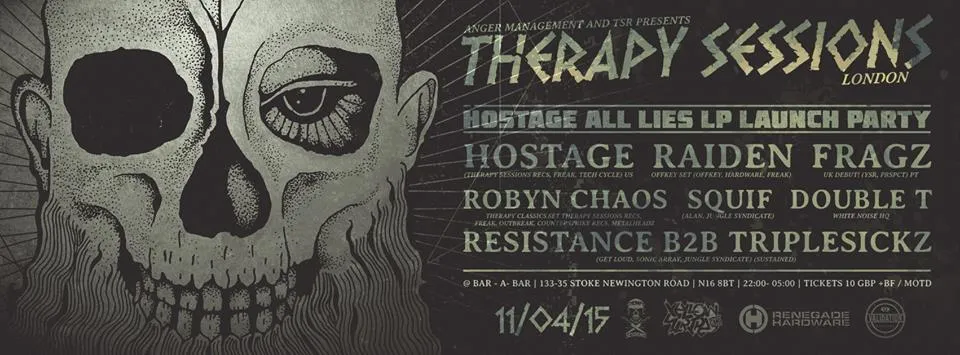 ANGER MANAGEMENT AND TSR PRESENTS
THERAPY SESSIONS
LONDON
HOSTAGE ALL LIES LP LAUNCH PARTY
HOSTAGE RAIDEN FRAGZ
(THERAPY SESSIONS RECS, FREAK, TECH CYCLE) US OFFKEY SET (OFFKEY, HARDWARE, FREAK) UK DEBUT! (YSR, PRSPCT) PT
ROBYN CHAOS SQUIF DOUBLE T
THERAPY CLASSICS SET THERAPY SESSIONS RECS, (ALAN, JUNGLE SYNDICATE) WHITE NOISE HQ
FREAK, OUTBREAK, COUNTERSTRIKE RECS, METALHEADZ
RESISTANCE B2B TRIPLESICKZ
(GET LOUD, SONIC ARRAY, JUNGLE SYNDICATE) (SUSTAINED)
@ BAR - A- BAR | 133-35 STOKE NEWINGTON ROAD | N16 8BT | 22:00- 05:00 | TICKETS 10 GBP +BF / MOTD
11/04/15
RENEGADE
HARDWARE